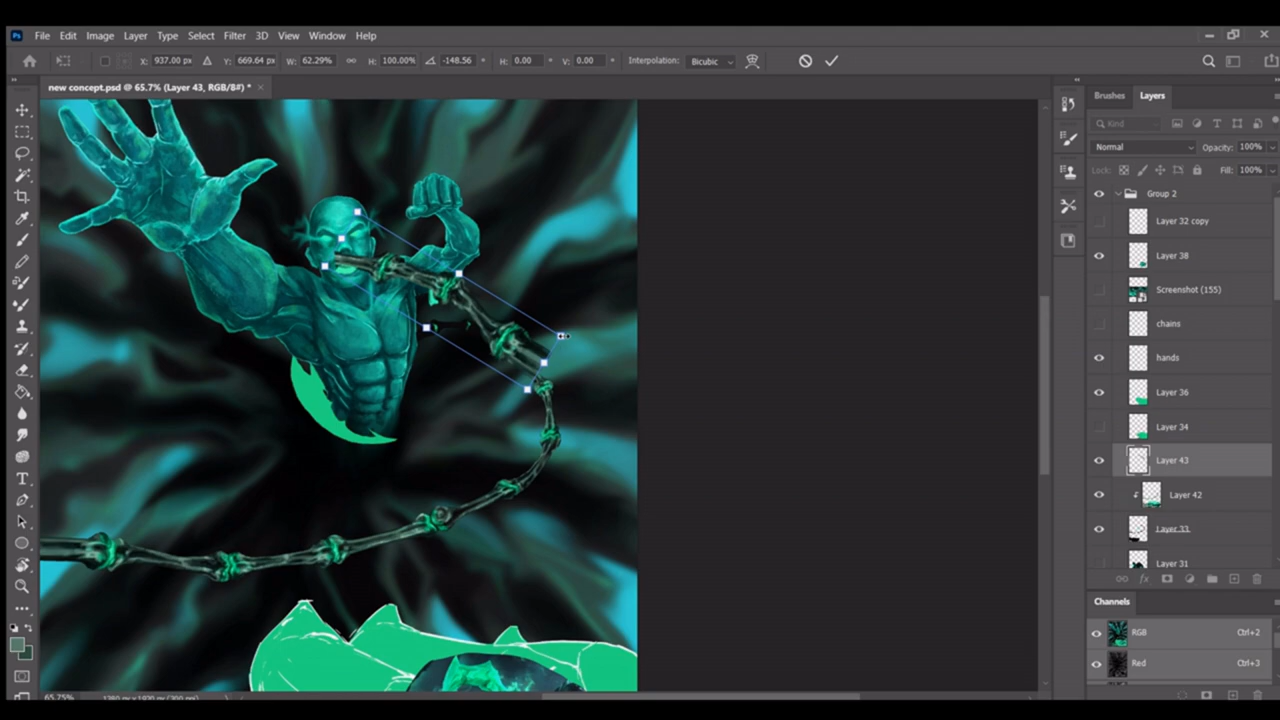 Ps File Edit Image Layer Type Select Filter 3D View Window Help
X: 937.00 px Y: 669.64 px W: 62.29% H: 100.00% -148.56 ° H: 0.00 ° V: 0.00 ° Interpolation: Bicubic
new concept.psd @ 65.7% (Layer 43, RGB/8#) * ×
Brushes Layers
Kind
Normal Opacity: 100%
Lock: Fill: 100%
Group 2
Layer 32 copy
Layer 38
Screenshot (155)
chains
hands
Layer 36
Layer 34
Layer 43
Layer 42
Layer 33
Layer 31
fx
Channels
RGB Ctrl+2
Red Ctrl+3
65.75%